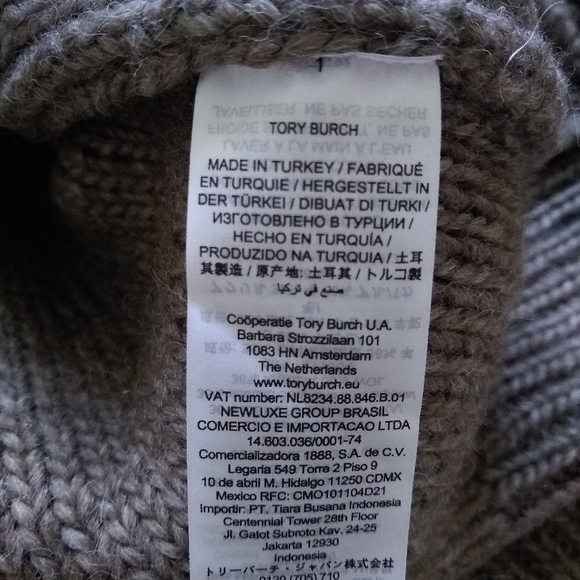 TORY BURCH
MADE IN TURKEY / FABRIQUÉ
EN TURQUIE / HERGESTELLT IN
DER TÜRKEI / DIBUAT DI TURKI /
ИЗГОТОВЛЕНО В ТУРЦИИ /
HECHO EN TURQUÍA /
PRODUZIDO NA TURQUIA / 土耳
其製造 / 原产地: 土耳其 / トルコ製
صنع في تركيا
Coöperatie Tory Burch U.A.
Barbara Strozzilaan 101
1083 HN Amsterdam
The Netherlands
www.toryburch.eu
VAT number: NL8234.88.846.B.01
NEWLUXE GROUP BRASIL
COMERCIO E IMPORTACAO LTDA
14.603.036/0001-74
Comercializadora 1888, S.A. de C.V.
Legaria 549 Torre 2 Piso 9
10 de abril M. Hidalgo 11250 CDMX
Mexico RFC: CMO101104D21
Importir: PT. Tiara Busana Indonesia
Centennial Tower 28th Floor
Jl. Gatot Subroto Kav. 24-25
Jakarta 12930
Indonesia
トリーバーチ・ジャパン株式会社
0120 (705) 710